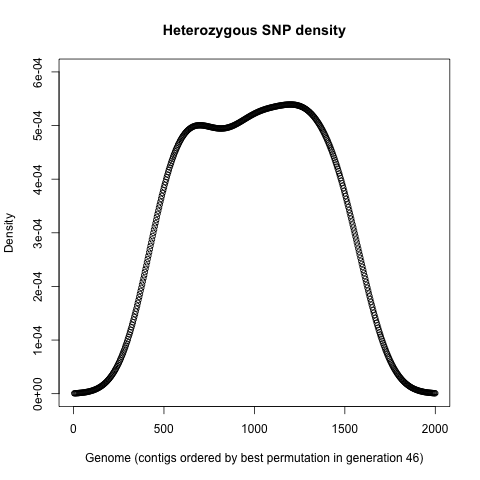 Heterozygous SNP density
6e-04
5e-04
4e-04
3e-04
2e-04
1e-04
0e+00
Density
0 500 1000 1500 2000
Genome (contigs ordered by best permutation in generation 46)